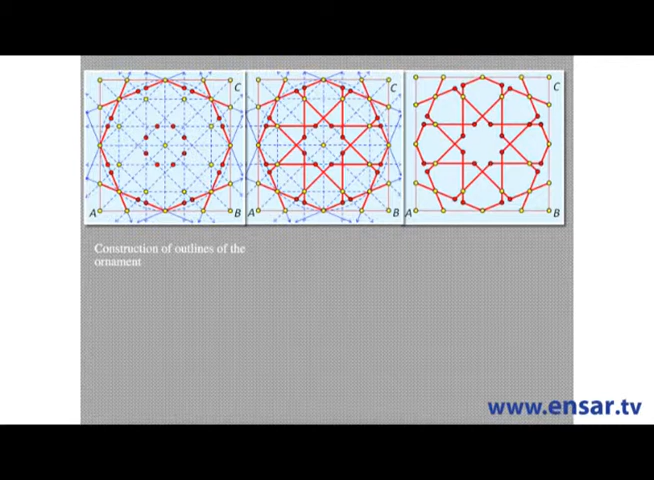 C
C
C
A
B
A
B
A
B
Construction of outlines of the
ornament
www.ensar.tv